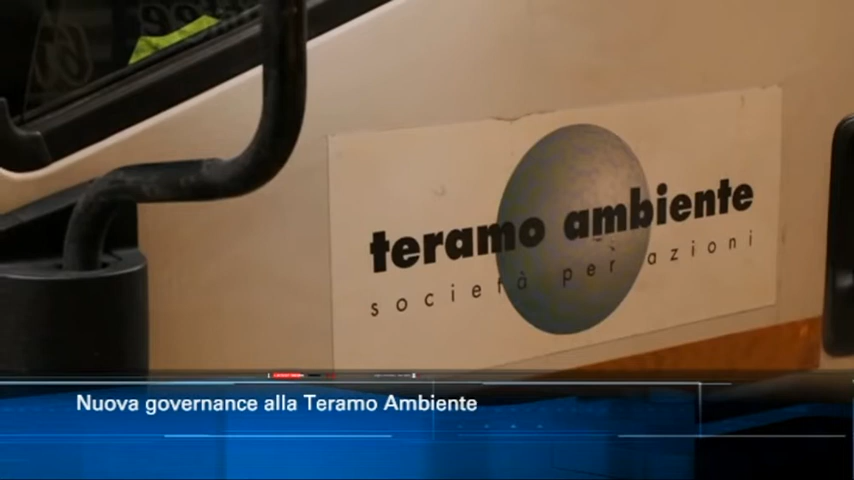 teramo ambiente
società per azioni
Nuova governance alla Teramo Ambiente